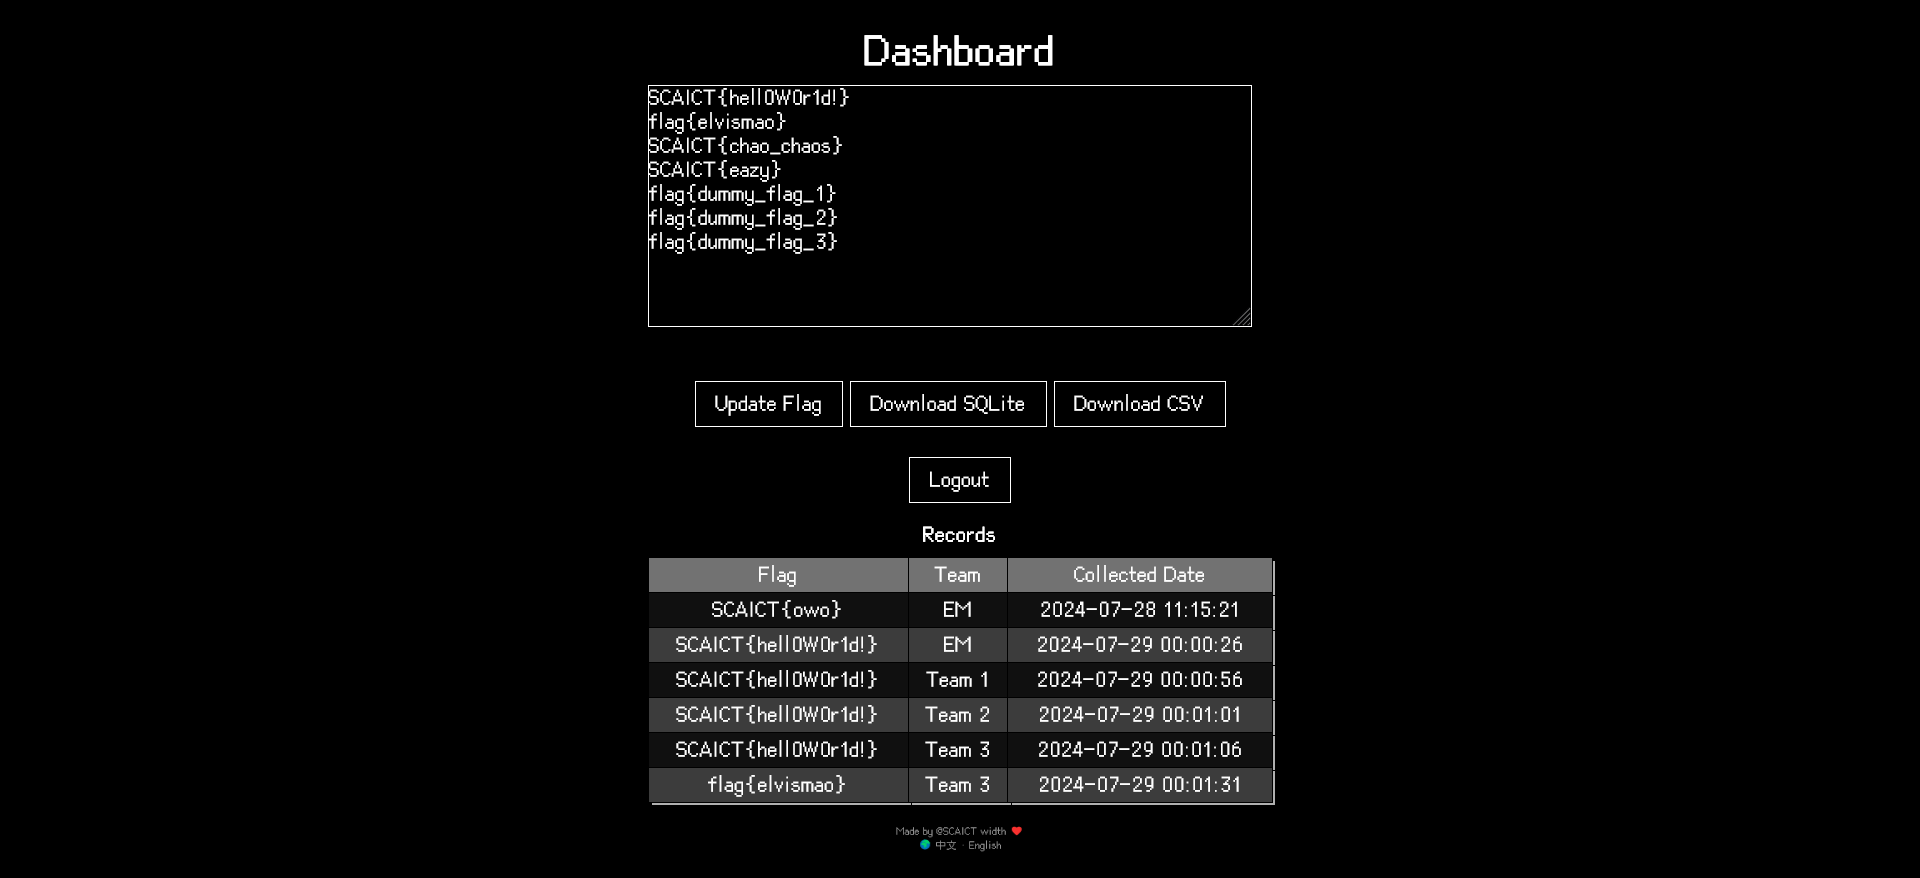 Dashboard
SCAICT{hell0W0r1d!}
flag{elvismao}
SCAICT{chao_chaos}
SCAICT{eazy}
flag{dummy_flag_1}
flag{dummy_flag_2}
flag{dummy_flag_3}
Update Flag Download SQLite Download CSV
Logout
Records
Flag Team Collected Date
SCAICT{owo} EM 2024-07-28 11:15:21
SCAICT{hell0W0r1d!} EM 2024-07-29 00:00:26
SCAICT{hell0W0r1d!} Team 1 2024-07-29 00:00:56
SCAICT{hell0W0r1d!} Team 2 2024-07-29 00:01:01
SCAICT{hell0W0r1d!} Team 3 2024-07-29 00:01:06
flag{elvismao} Team 3 2024-07-29 00:01:31
Made by @SCAICT width ❤️
🌏 中文 · English